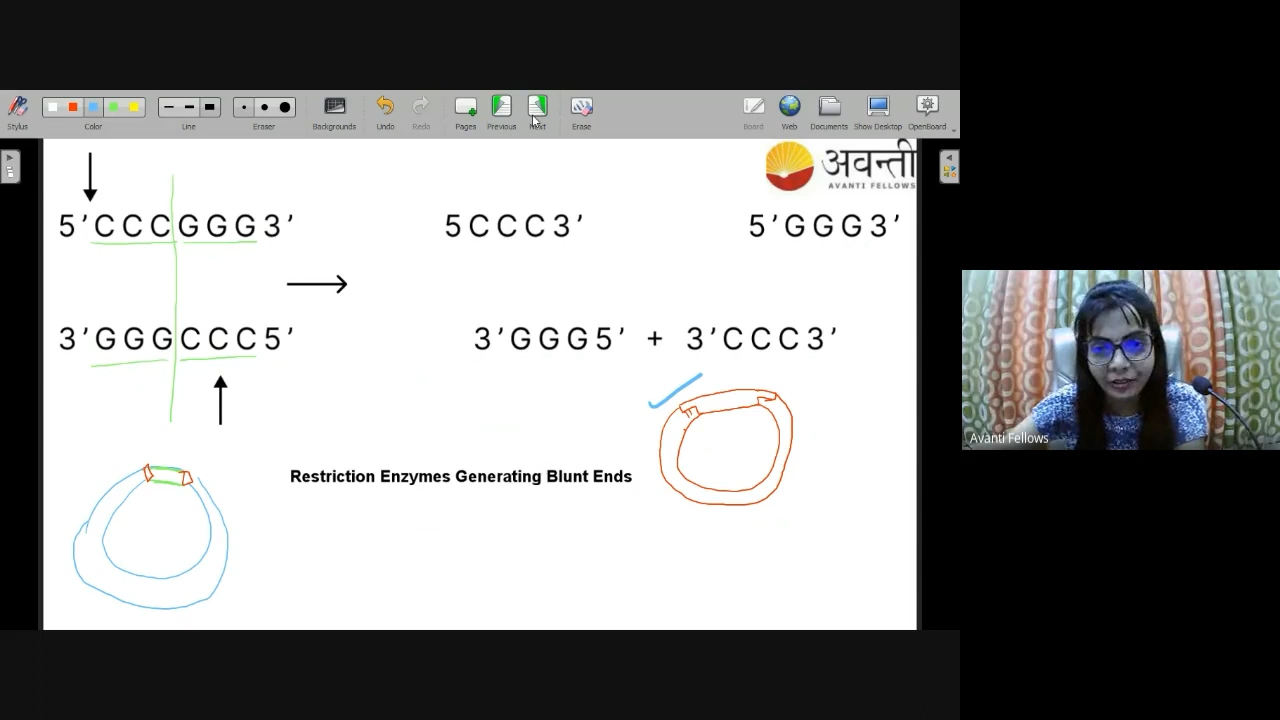 Stylus
Color
Line
Eraser
Backgrounds
Undo
Redo
Pages
Previous
Next
Erase
Board
Web
Documents
Show Desktop
OpenBoard
अवन्ती
AVANTI FELLOWS
5’CCCGGG3’
5CCC3’
5’GGG3’
3’GGGCCC5’
3’GGG5’ + 3’CCC3’
Restriction Enzymes Generating Blunt Ends
Avanti Fellows